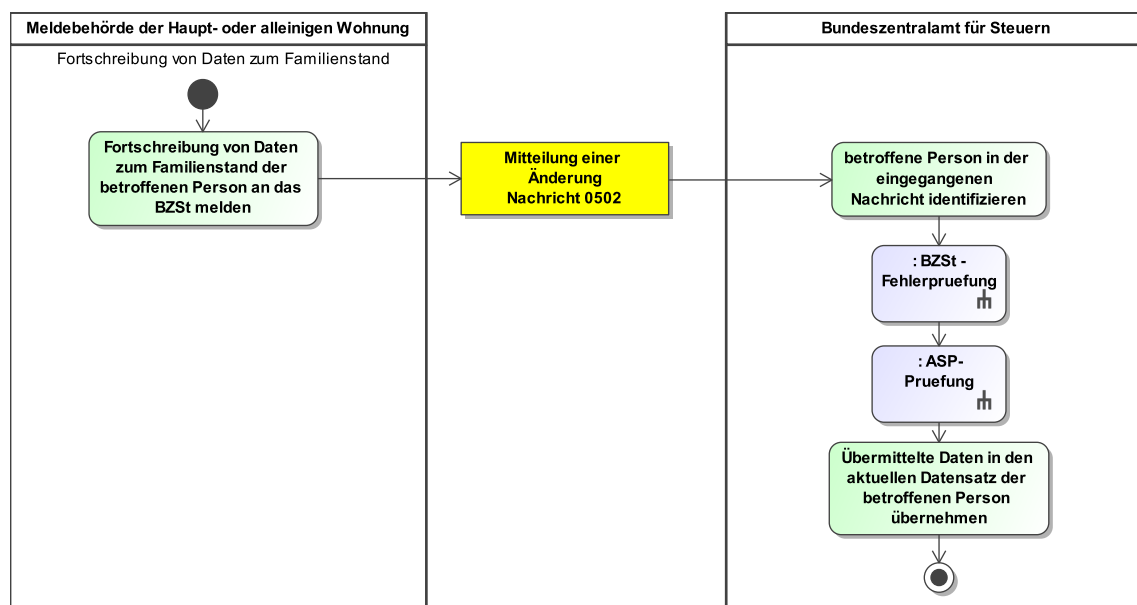 Meldebehörde der Haupt- oder alleinigen Wohnung
Fortschreibung von Daten zum Familienstand
Fortschreibung von Daten
zum Familienstand der
betroffenen Person an das
BZSt melden
Mitteilung einer
Änderung
Nachricht 0502
Bundeszentralamt für Steuern
betroffene Person in der
eingegangenen
Nachricht identifizieren
: BZSt -
Fehlerpruefung
: ASP-
Pruefung
Übermittelte Daten in den
aktuellen Datensatz der
betroffenen Person
übernehmen